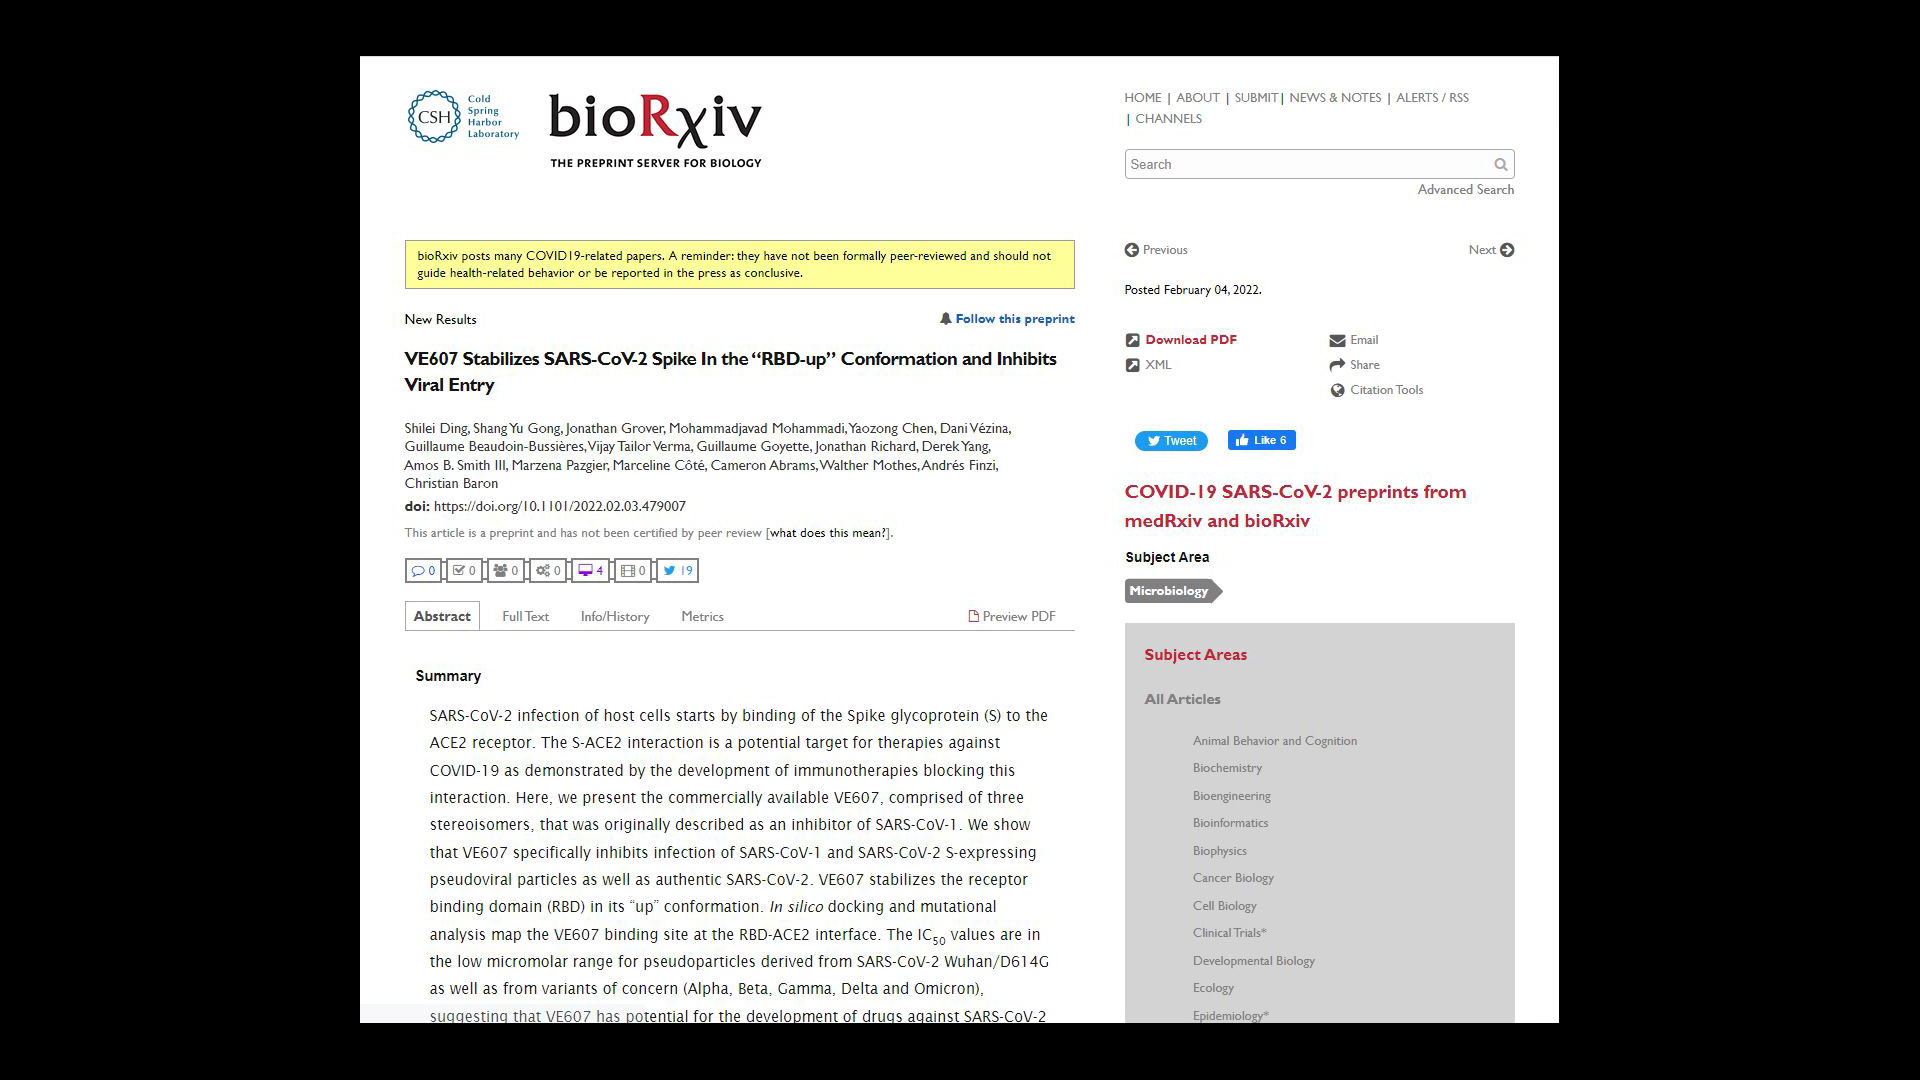 CSH
Cold
Spring
Harbor
Laboratory
bioRχiv
THE PREPRINT SERVER FOR BIOLOGY
HOME | ABOUT | SUBMIT | NEWS & NOTES | ALERTS / RSS
| CHANNELS
Search
Advanced Search
bioRxiv posts many COVID19-related papers. A reminder: they have not been formally peer-reviewed and should not
guide health-related behavior or be reported in the press as conclusive.
New Results
Follow this preprint
VE607 Stabilizes SARS-CoV-2 Spike In the “RBD-up” Conformation and Inhibits
Viral Entry
Shilei Ding, Shang Yu Gong, Jonathan Grover, Mohammadjavad Mohammadi, Yaozong Chen, Dani Vézina,
Guillaume Beaudoin-Bussières, Vijay Tailor Verma, Guillaume Goyette, Jonathan Richard, Derek Yang,
Amos B. Smith III, Marzena Pazgier, Marceline Côté, Cameron Abrams, Walther Mothes, Andrés Finzi,
Christian Baron
doi: https://doi.org/10.1101/2022.02.03.479007
This article is a preprint and has not been certified by peer review [what does this mean?].
0 0 0 0 4 0 19
Abstract Full Text Info/History Metrics Preview PDF
Summary
SARS-CoV-2 infection of host cells starts by binding of the Spike glycoprotein (S) to the
ACE2 receptor. The S-ACE2 interaction is a potential target for therapies against
COVID-19 as demonstrated by the development of immunotherapies blocking this
interaction. Here, we present the commercially available VE607, comprised of three
stereoisomers, that was originally described as an inhibitor of SARS-CoV-1. We show
that VE607 specifically inhibits infection of SARS-CoV-1 and SARS-CoV-2 S-expressing
pseudoviral particles as well as authentic SARS-CoV-2. VE607 stabilizes the receptor
binding domain (RBD) in its “up” conformation. In silico docking and mutational
analysis map the VE607 binding site at the RBD-ACE2 interface. The IC50 values are in
the low micromolar range for pseudoparticles derived from SARS-CoV-2 Wuhan/D614G
as well as from variants of concern (Alpha, Beta, Gamma, Delta and Omicron),
suggesting that VE607 has potential for the development of drugs against SARS-CoV-2
Previous
Next
Posted February 04, 2022.
Download PDF
Email
XML
Share
Citation Tools
Tweet
Like 6
COVID-19 SARS-CoV-2 preprints from
medRxiv and bioRxiv
Subject Area
Microbiology
Subject Areas
All Articles
Animal Behavior and Cognition
Biochemistry
Bioengineering
Bioinformatics
Biophysics
Cancer Biology
Cell Biology
Clinical Trials*
Developmental Biology
Ecology
Epidemiology*